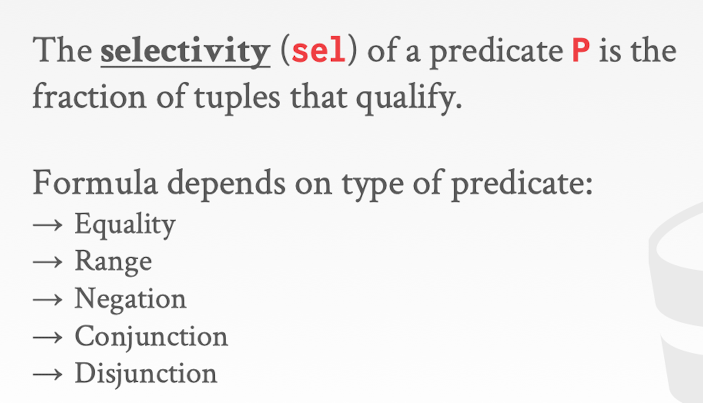 The selectivity (sel) of a predicate P is the
fraction of tuples that qualify.
Formula depends on type of predicate:
→ Equality
→ Range
→ Negation
→ Conjunction
→ Disjunction